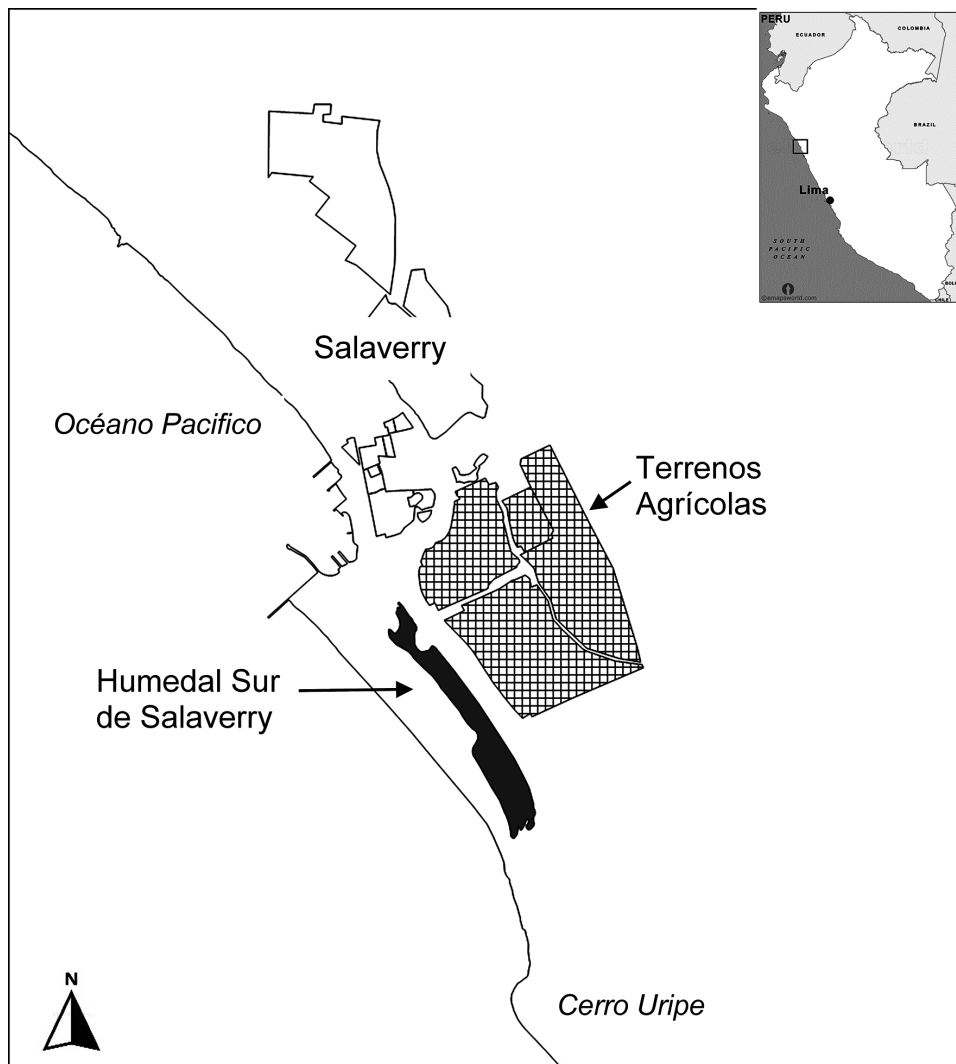 PERU
ECUADOR
COLOMBIA
BRAZIL
Lima
SOUTH
PACIFIC
OCEAN
©emapsworld.com
CHILE
Salaverry
Océano Pacifico
Terrenos
Agrícolas
Humedal Sur
de Salaverry
N
Cerro Uripe